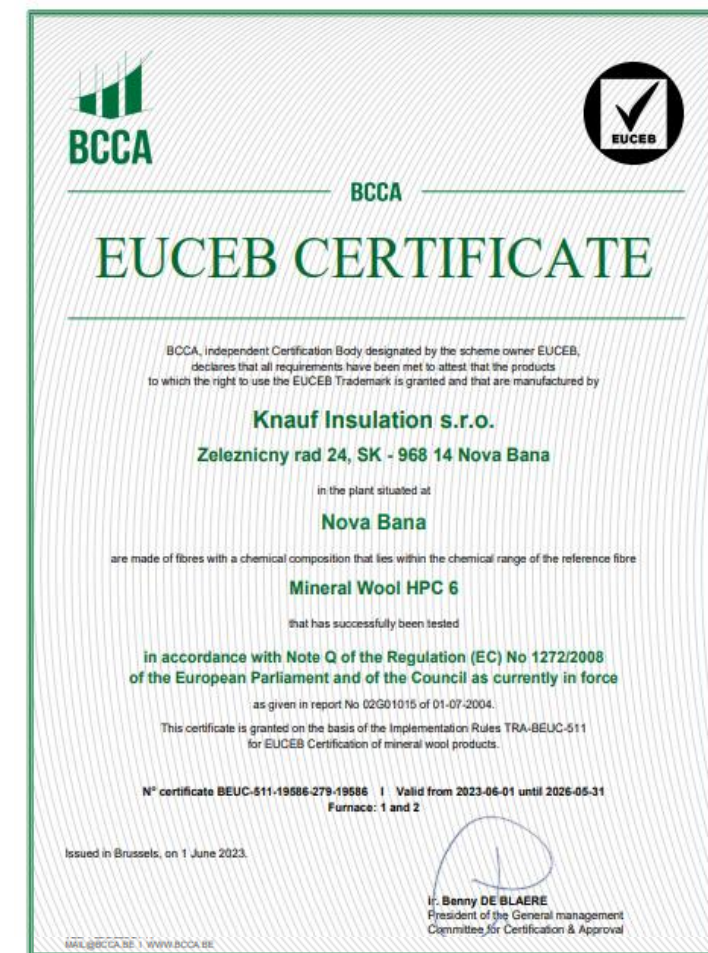 BCCA
EUCEB
BCCA
EUCEB CERTIFICATE
BCCA, independent Certification Body designated by the scheme owner EUCEB,
declares that all requirements have been met to attest that the products
to which the right to use the EUCEB Trademark is granted and that are manufactured by
Knauf Insulation s.r.o.
Zeleznicny rad 24, SK - 968 14 Nova Bana
in the plant situated at
Nova Bana
are made of fibres with a chemical composition that lies within the chemical range of the reference fibre
Mineral Wool HPC 6
that has successfully been tested
in accordance with Note Q of the Regulation (EC) No 1272/2008
of the European Parliament and of the Council as currently in force
as given in report No 02G01015 of 01-07-2004.
This certificate is granted on the basis of the Implementation Rules TRA-BEUC-511
for EUCEB Certification of mineral wool products.
N° certificate BEUC-511-19586-279-19586 I Valid from 2023-06-01 until 2026-05-31
Furnace: 1 and 2
Issued in Brussels, on 1 June 2023.
ir. Benny DE BLAERE
President of the General management
Committee for Certification & Approval
MAIL@BCCA.BE I WWW.BCCA.BE